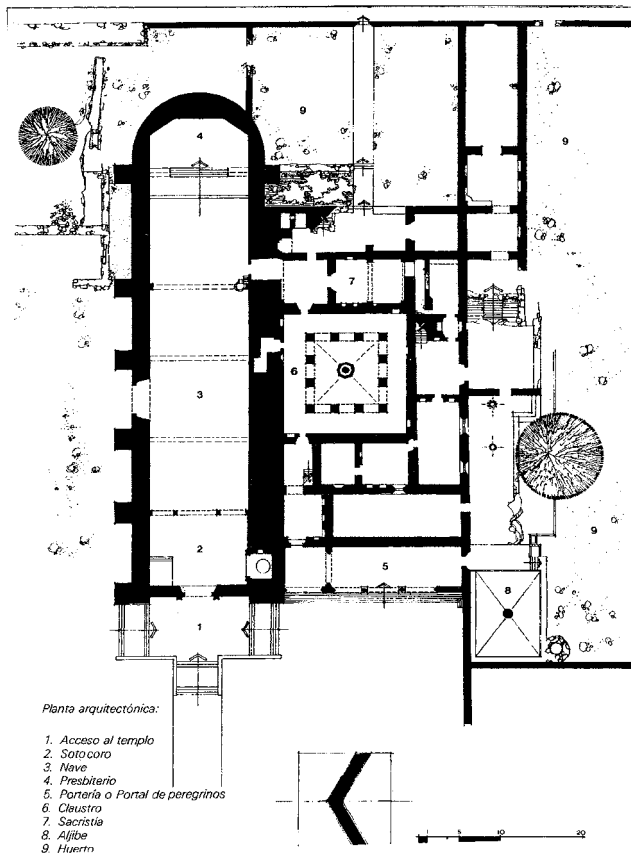 9
4
9
7
6
3
2
5
8
9
1
Planta arquitectónica:
1. Acceso al templo
2. Sotocoro
3. Nave
4. Presbiterio
5. Portería o Portal de peregrinos
6. Claustro
7. Sacristía
8. Aljibe
9. Huerto
5 10 20